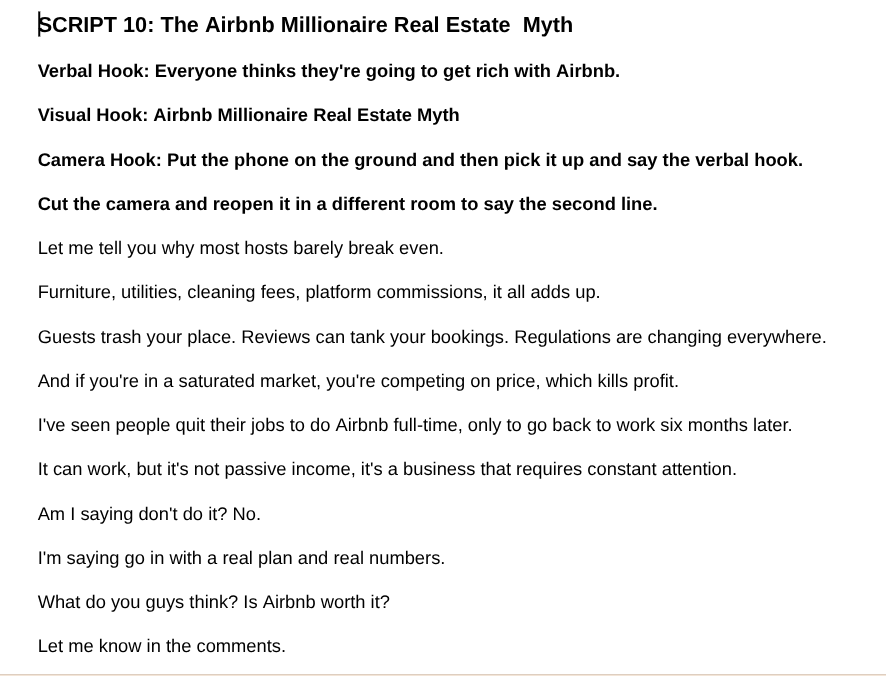 SCRIPT 10: The Airbnb Millionaire Real Estate  Myth
Verbal Hook: Everyone thinks they're going to get rich with Airbnb.
Visual Hook: Airbnb Millionaire Real Estate Myth
Camera Hook: Put the phone on the ground and then pick it up and say the verbal hook.
Cut the camera and reopen it in a different room to say the second line.
Let me tell you why most hosts barely break even.
Furniture, utilities, cleaning fees, platform commissions, it all adds up.
Guests trash your place. Reviews can tank your bookings. Regulations are changing everywhere.
And if you're in a saturated market, you're competing on price, which kills profit.
I've seen people quit their jobs to do Airbnb full-time, only to go back to work six months later.
It can work, but it's not passive income, it's a business that requires constant attention.
Am I saying don't do it? No.
I'm saying go in with a real plan and real numbers.
What do you guys think? Is Airbnb worth it?
Let me know in the comments.